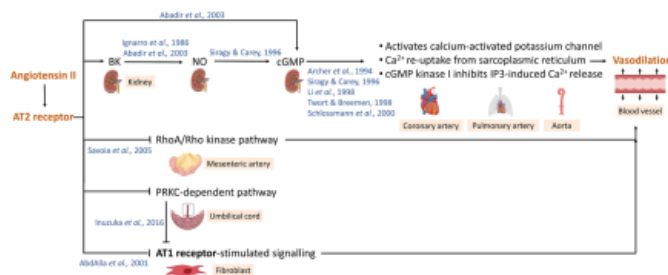 Abadir et al., 2003
Ignarro et al., 1986
Abadir et al., 2003
Siragy & Carey, 1996
• Activates calcium-activated potassium channel
BK
NO
cGMP
• Ca²⁺ re-uptake from sarcoplasmic reticulum
Vasodilation
• cGMP kinase I inhibits IP3-induced Ca²⁺ release
Angiotensin II
Kidney
Archer et al., 1994
Siragy & Carey, 1996
Li et al., 1998
Twort & Breemen, 1998
Schlossmann et al., 2000
Blood vessel
AT2 receptor
Coronary artery
Pulmonary artery
Aorta
RhoA/Rho kinase pathway
Savoia et al., 2005
Mesenteric artery
PRKC-dependent pathway
Umbilical cord
Inuzuka et al., 2016
AT1 receptor-stimulated signalling
AbdAlla et al., 2001
Fibroblast